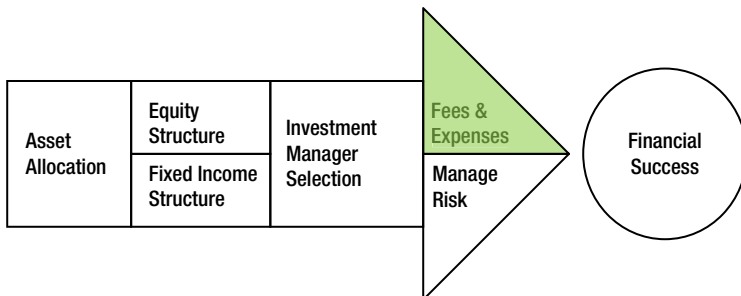 Asset
Allocation
Equity
Structure
Fixed Income
Structure
Investment
Manager
Selection
Fees &
Expenses
Manage
Risk
Financial
Success